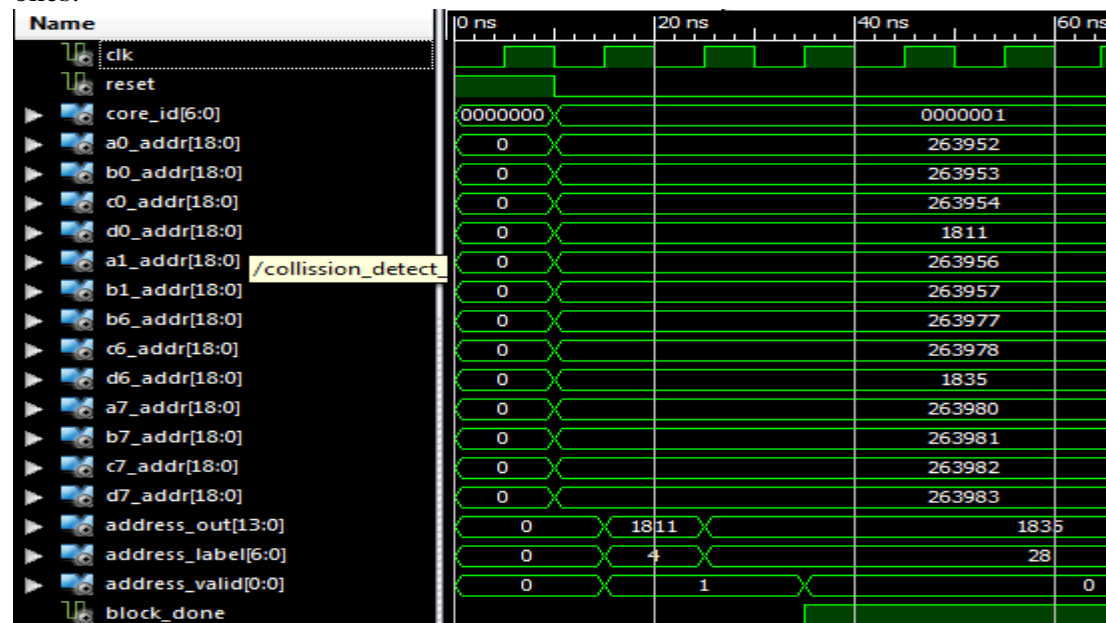 ones.
Name 0 ns 20 ns 40 ns 60 ns
clk
reset
core_id[6:0] 0000000 0000001
a0_addr[18:0] 0 263952
b0_addr[18:0] 0 263953
c0_addr[18:0] 0 263954
d0_addr[18:0] 0 1811
a1_addr[18:0] /collission_detect_ 0 263956
b1_addr[18:0] 0 263957
b6_addr[18:0] 0 263977
c6_addr[18:0] 0 263978
d6_addr[18:0] 0 1835
a7_addr[18:0] 0 263980
b7_addr[18:0] 0 263981
c7_addr[18:0] 0 263982
d7_addr[18:0] 0 263983
address_out[13:0] 0 1811 1835
address_label[6:0] 0 4 28
address_valid[0:0] 0 1 0
block_done